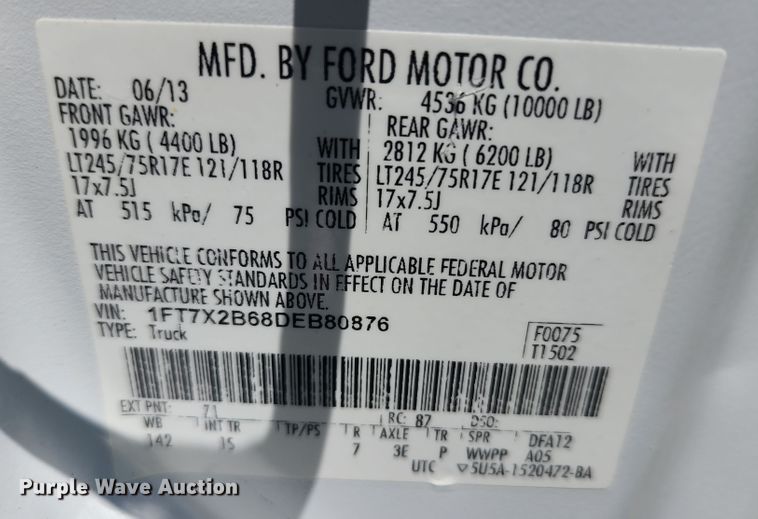 MFD. BY FORD MOTOR CO.
DATE: 06/13 GVWR: 4536 KG (10000 LB)
FRONT GAWR: REAR GAWR:
1996 KG ( 4400 LB) WITH 2812 KG ( 6200 LB) WITH
LT245/75R17E 121/118R TIRES LT245/75R17E 121/118R TIRES
17x7.5J RIMS 17x7.5J RIMS
AT 515 kPa/ 75 PSI COLD AT 550 kPa/ 80 PSI COLD
THIS VEHICLE CONFORMS TO ALL APPLICABLE FEDERAL MOTOR
VEHICLE SAFETY STANDARDS IN EFFECT ON THE DATE OF
MANUFACTURE SHOWN ABOVE.
VIN: 1FT7X2B68DEB80876
TYPE: Truck
F0075
T1502
EXT PNT: 71 RC: 87 DSO:
WB INT TR TP/PS R AXLE TR SPR DFA12
142 IS 7 3E P WWPP A05
UTC ▽5U5A-1520472-BA
Purple Wave Auction